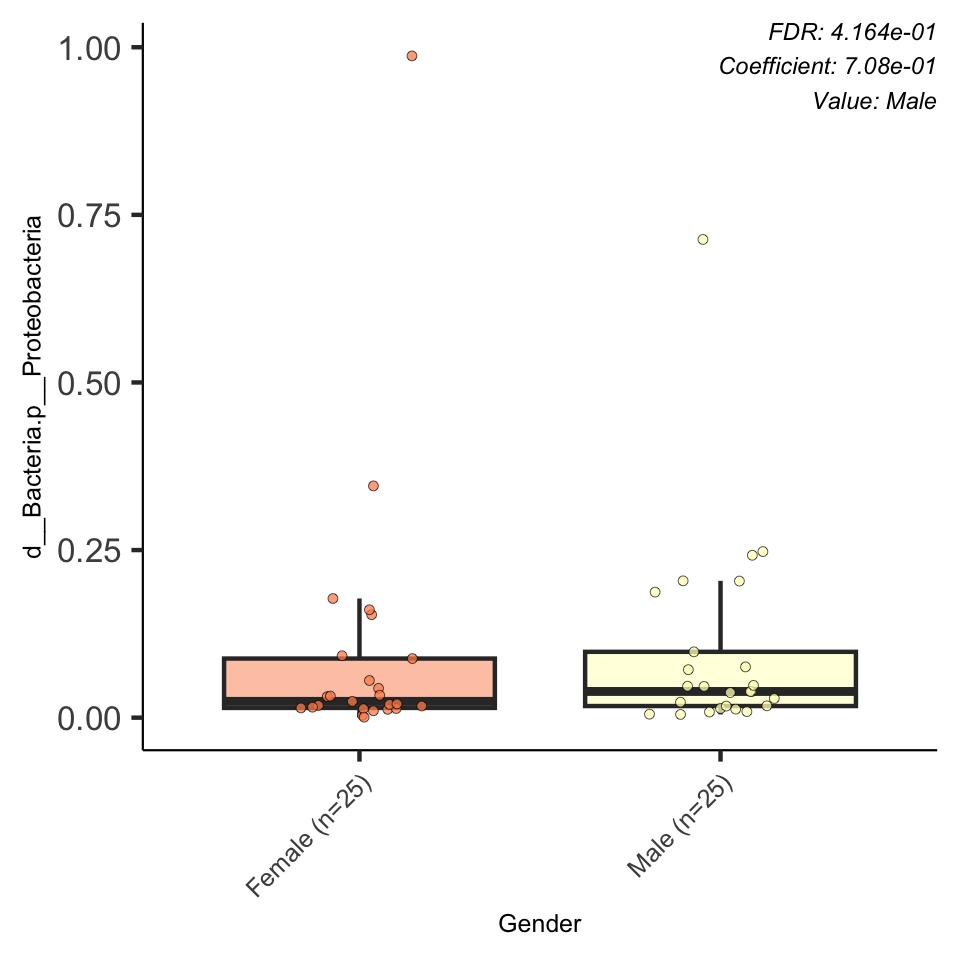 FDR: 4.164e-01
Coefficient: 7.08e-01
Value: Male
d__Bacteria.p__Proteobacteria
1.00
0.75
0.50
0.25
0.00
Female (n=25)
Male (n=25)
Gender